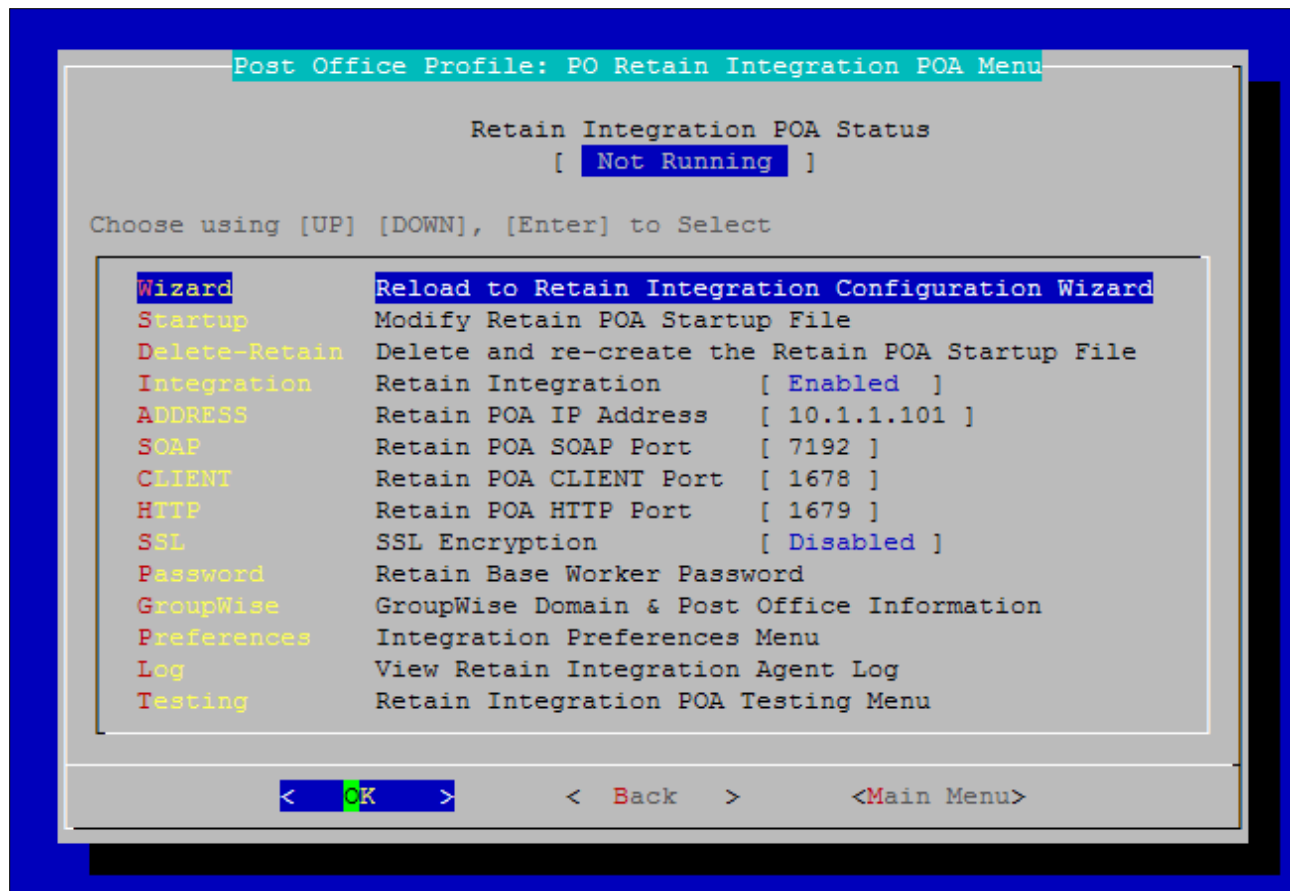 Post Office Profile: PO Retain Integration POA Menu
Retain Integration POA Status
[ Not Running ]
Choose using [UP] [DOWN], [Enter] to Select
Wizard Reload to Retain Integration Configuration Wizard
Startup Modify Retain POA Startup File
Delete-Retain Delete and re-create the Retain POA Startup File
Integration Retain Integration [ Enabled ]
ADDRESS Retain POA IP Address [ 10.1.1.101 ]
SOAP Retain POA SOAP Port [ 7192 ]
CLIENT Retain POA CLIENT Port [ 1678 ]
HTTP Retain POA HTTP Port [ 1679 ]
SSL SSL Encryption [ Disabled ]
Password Retain Base Worker Password
GroupWise GroupWise Domain & Post Office Information
Preferences Integration Preferences Menu
Log View Retain Integration Agent Log
Testing Retain Integration POA Testing Menu
< OK > < Back > <Main Menu>